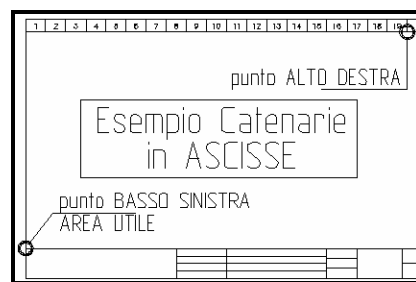 1 2 3 4 5 6 7 8 9 10 11 12 13 14 15 16 17 18 19
punto ALTO DESTRA
Esempio Catenarie
in ASCISSE
punto BASSO SINISTRA
AREA UTILE